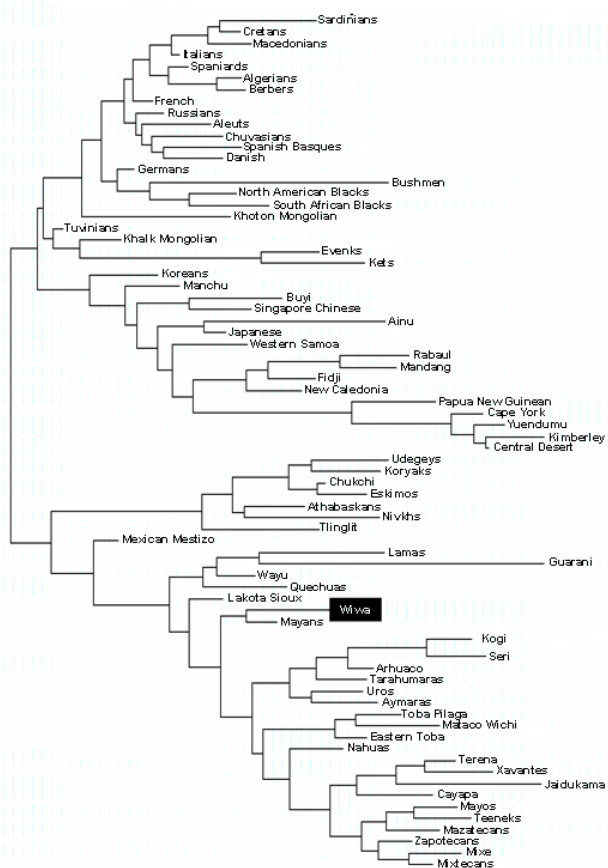 Sardinians
Cretans
Macedonians
Italians
Spaniards
Algerians
Berbers
French
Russians
Aleuts
Chuvasians
Spanish Basques
Danish
Germans
Bushmen
North American Blacks
South African Blacks
Khoton Mongolian
Tuvinians
Khalk Mongolian
Evenks
Kets
Koreans
Manchu
Buyi
Singapore Chinese
Ainu
Japanese
Western Samoa
Rabaul
Mandang
Fidji
New Caledonia
Papua New Guinean
Cape York
Yuendumu
Kimberley
Central Desert
Udegeys
Koryaks
Chukchi
Eskimos
Athabaskans
Nivkhs
Tlinglit
Mexican Mestizo
Lamas
Guarani
Wayu
Quechuas
Lakota Sioux
Wiwa
Mayans
Kogi
Seri
Arhuaco
Tarahumaras
Uros
Aymaras
Toba Pilaga
Mataco Wichi
Eastern Toba
Nahuas
Terena
Xavantes
Jaidukama
Cayapa
Mayos
Teeneks
Mazatecans
Zapotecans
Mixe
Mixtecans